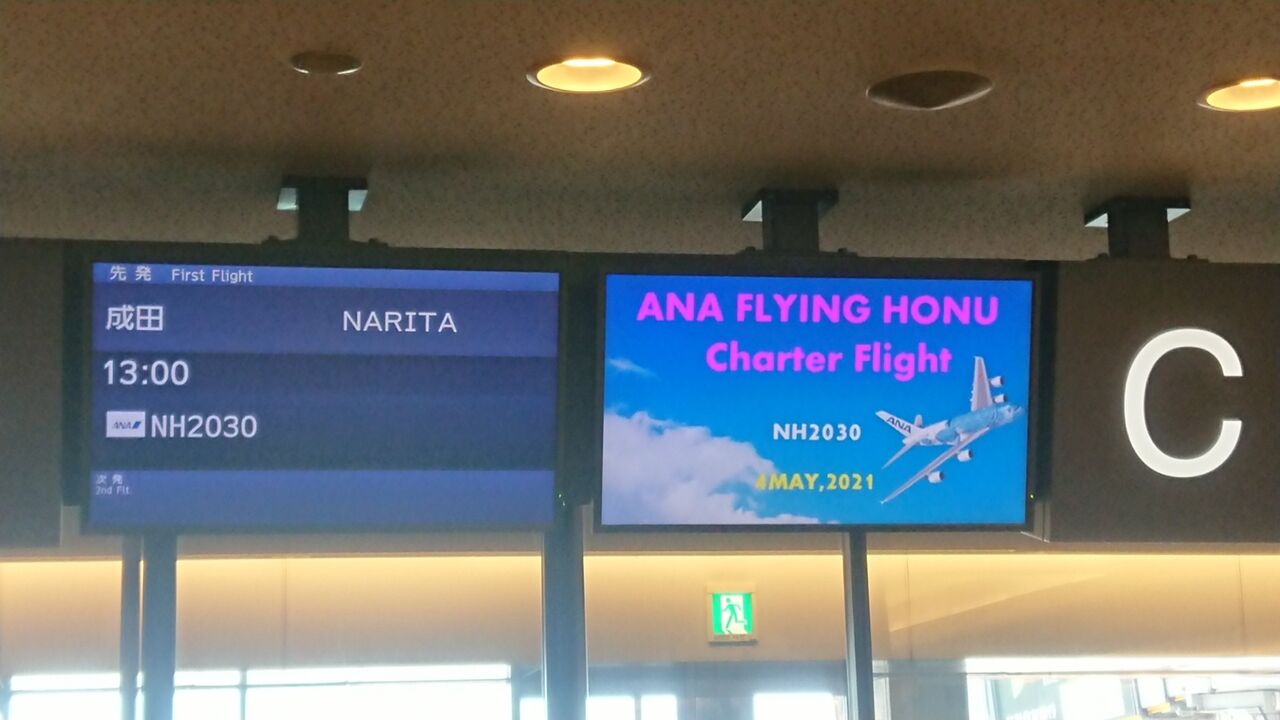 先発 First Flight
成田 NARITA
13:00
ANA NH2030
次発
2nd Flt.
ANA FLYING HONU
Charter Flight
ANA
NH2030
4MAY,2021
C